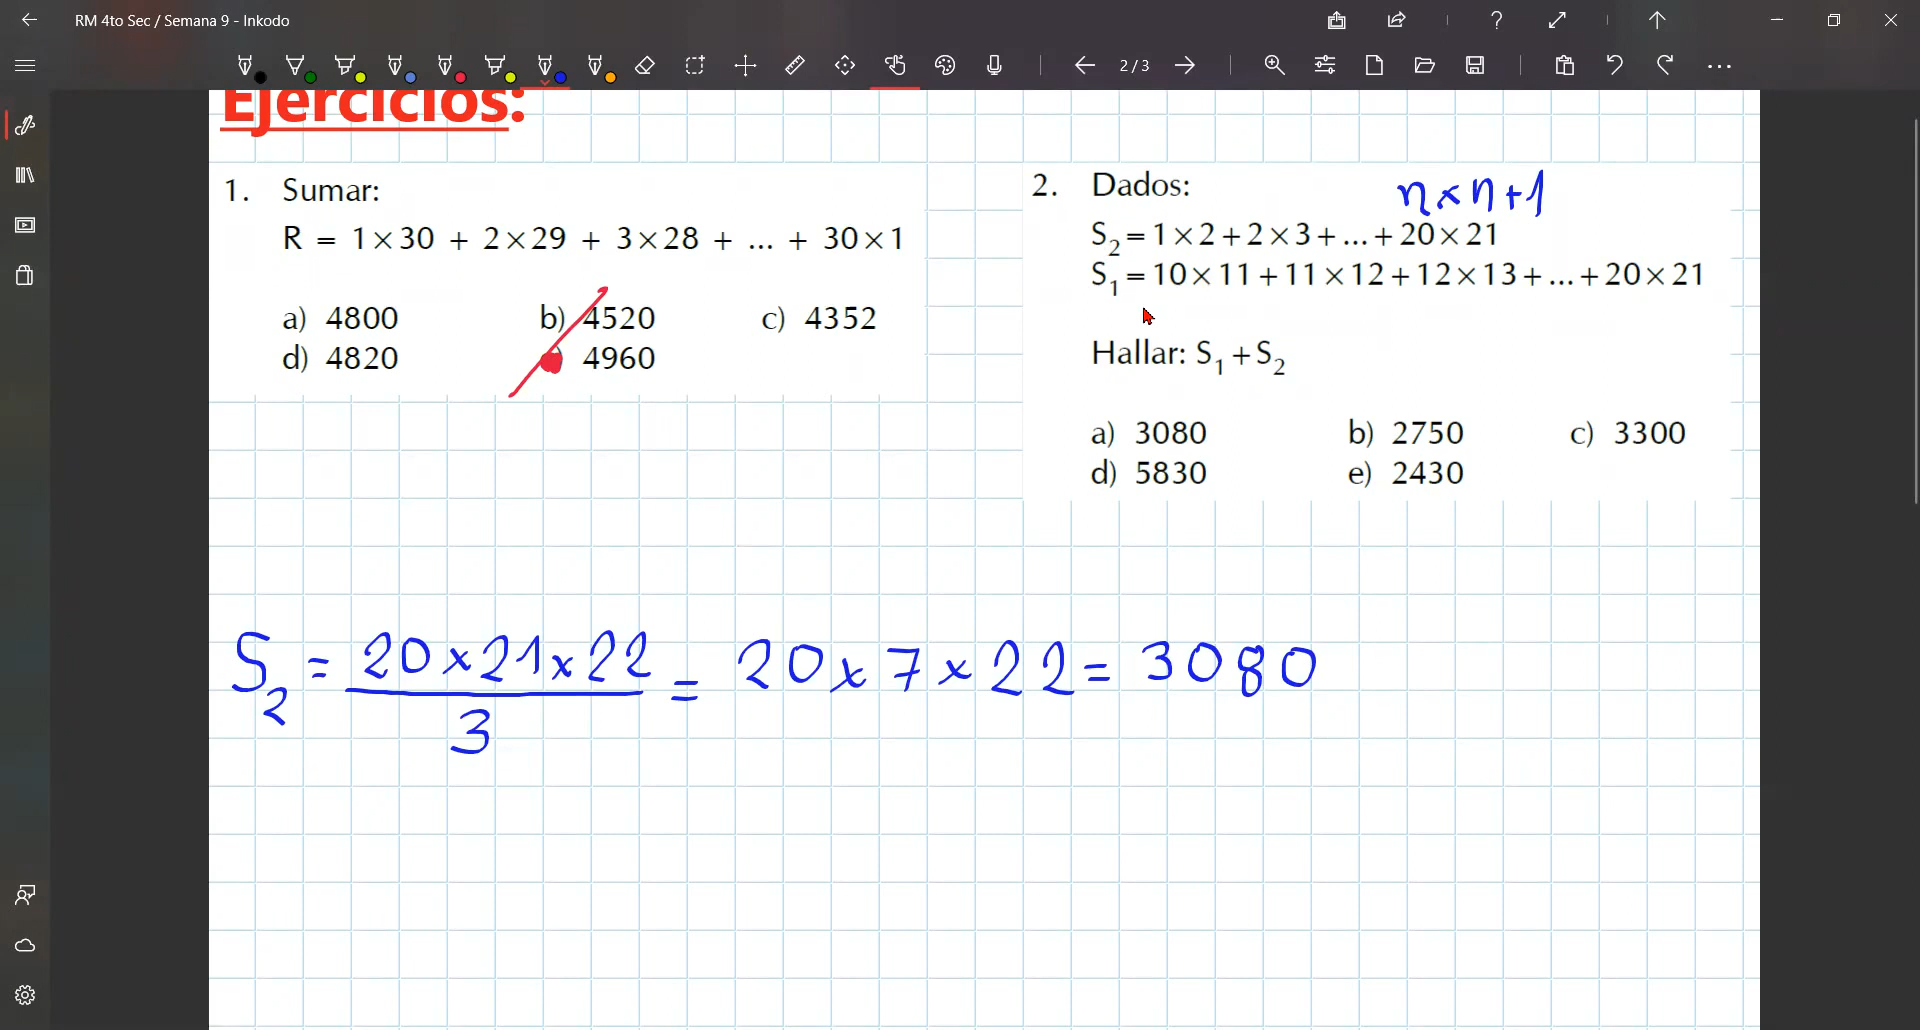 RM 4to Sec / Semana 9 - Inkodo
2 / 3
Ejercicios:
1. Sumar:
R = 1×30 + 2×29 + 3×28 + ... + 30×1
a) 4800 b) 4520 c) 4352
d) 4820 4960
2. Dados:
n×n+1
S₂ = 1×2+2×3+...+20×21
S₁ = 10×11+11×12+12×13+...+20×21
Hallar: S₁+S₂
a) 3080 b) 2750 c) 3300
d) 5830 e) 2430
S₂ = 20×21×22 / 3 = 20×7×22 = 3080